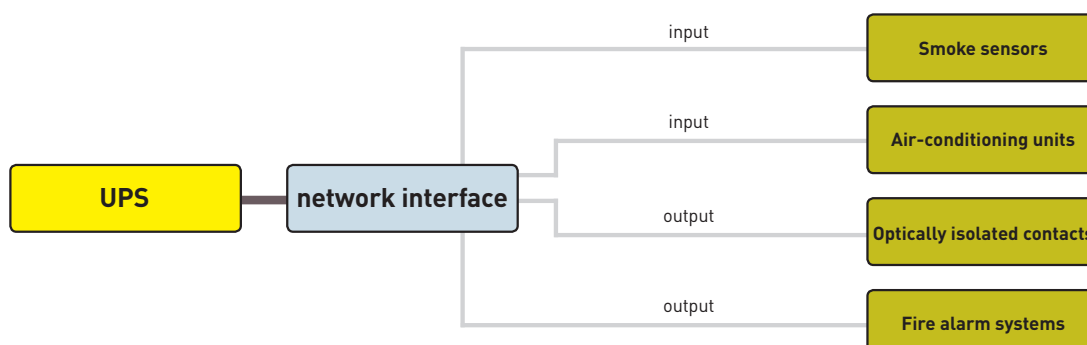 input
Smoke sensors
input
Air-conditioning units
UPS
network interface
output
Optically isolated contacts
output
Fire alarm systems